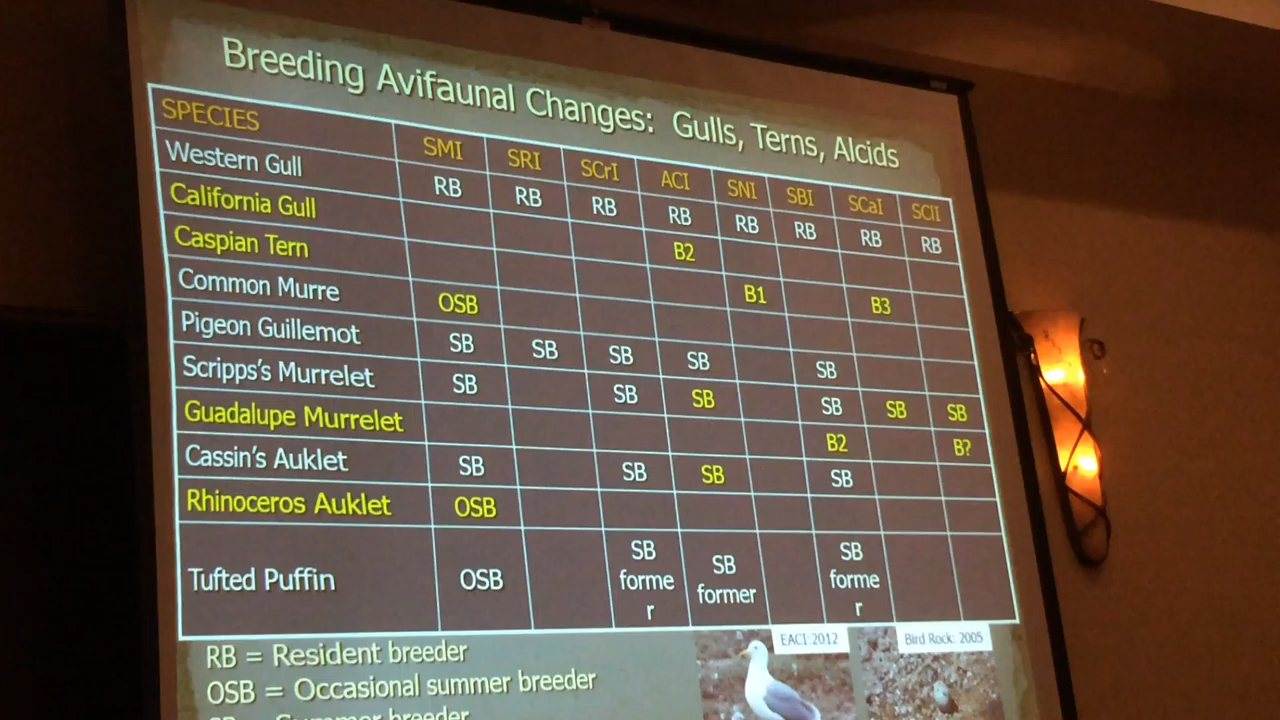 Breeding Avifaunal Changes: Gulls, Terns, Alcids
SPECIES SMI SRI SCrI ACI SNI SBI SCaI SClI
Western Gull RB RB RB RB RB RB RB RB
California Gull B2
Caspian Tern B1 B3
Common Murre OSB
Pigeon Guillemot SB SB SB SB SB
Scripps's Murrelet SB SB SB SB SB SB
Guadalupe Murrelet B2 B?
Cassin's Auklet SB SB SB SB
Rhinoceros Auklet OSB
Tufted Puffin OSB SB forme r SB former SB forme r
EACI:2012
Bird Rock: 2005
RB = Resident breeder
OSB = Occasional summer breeder
SB = Summer breeder